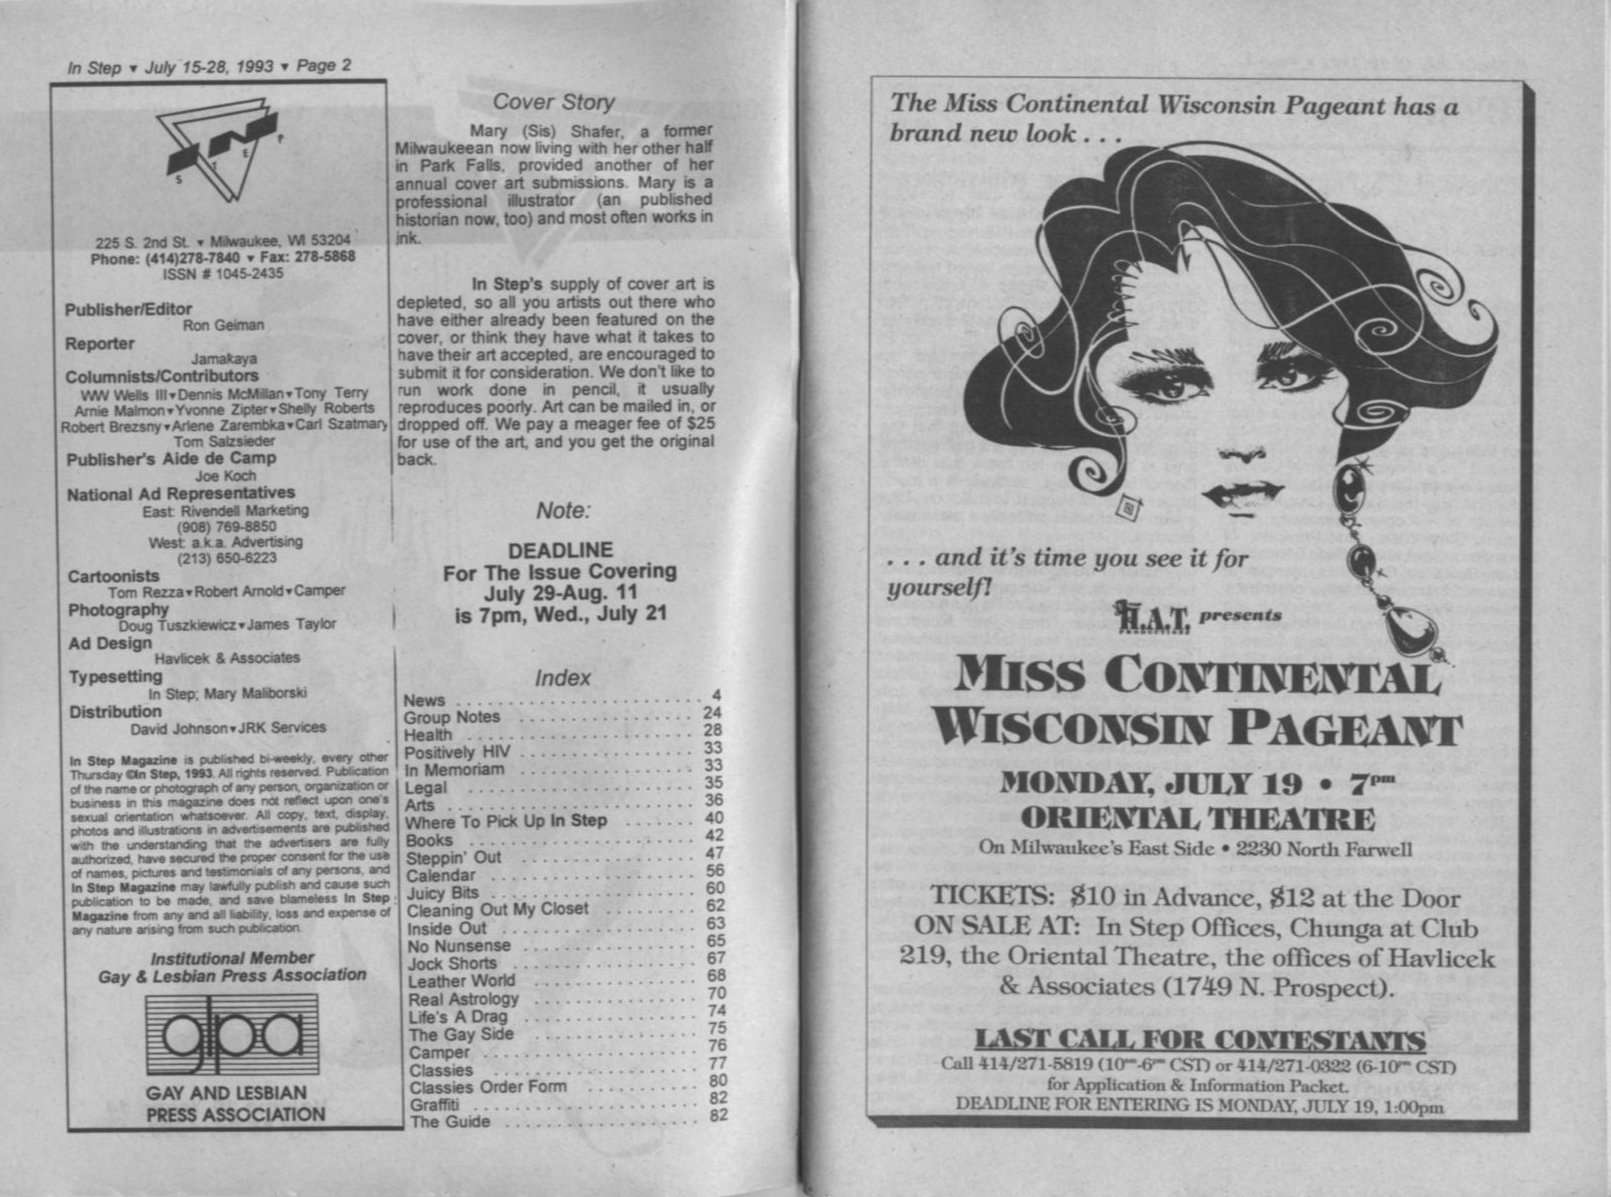 In Step ▼ July 15-28, 1993 ▼ Page 2
IN
STEP
225 S. 2nd St. ▼ Milwaukee, WI 53204
Phone: (414)278-7840 ▼ Fax: 278-5868
ISSN # 1045-2435
Publisher/Editor
Ron Geiman
Reporter
Jamakaya
Columnists/Contributors
WW Wells III▼Dennis McMillan▼Tony Terry
Arnie Malmon▼Yvonne Zipter▼Shelly Roberts
Robert Brezsny▼Arlene Zarembka▼Carl Szatmary
Tom Salzsieder
Publisher's Aide de Camp
Joe Koch
National Ad Representatives
East: Rivendell Marketing
(908) 769-8850
West: a.k.a. Advertising
(213) 650-6223
Cartoonists
Tom Rezza▼Robert Arnold▼Camper
Photography
Doug Tuszkiewicz▼James Taylor
Ad Design
Havlicek & Associates
Typesetting
In Step; Mary Maliborski
Distribution
David Johnson▼JRK Services
In Step Magazine is published bi-weekly, every other
Thursday ©In Step, 1993. All rights reserved. Publication
of the name or photograph of any person, organization or
business in this magazine does not reflect upon one's
sexual orientation whatsoever. All copy, text, display,
photos and illustrations in advertisements are published
with the understanding that the advertisers are fully
authorized, have secured the proper consent for the use
of names, pictures and testimonials of any persons, and
In Step Magazine may lawfully publish and cause such
publication to be made, and save blameless In Step
Magazine from any and all liability, loss and expense of
any nature arising from such publication.
Institutional Member
Gay & Lesbian Press Association
glpa
GAY AND LESBIAN
PRESS ASSOCIATION
Cover Story
Mary (Sis) Shafer, a former
Milwaukeean now living with her other half
in Park Falls, provided another of her
annual cover art submissions. Mary is a
professional illustrator (an published
historian now, too) and most often works in
ink.
In Step's supply of cover art is
depleted, so all you artists out there who
have either already been featured on the
cover, or think they have what it takes to
have their art accepted, are encouraged to
submit it for consideration. We don't like to
run work done in pencil, it usually
reproduces poorly. Art can be mailed in, or
dropped off. We pay a meager fee of $25
for use of the art, and you get the original
back.
Note:
DEADLINE
For The Issue Covering
July 29-Aug. 11
is 7pm, Wed., July 21
Index
News . . . . . . . . . . 4
Group Notes . . . . . . . . . . 24
Health . . . . . . . . . . 28
Positively HIV . . . . . . . . . . 33
In Memoriam . . . . . . . . . . 33
Legal . . . . . . . . . . 35
Arts . . . . . . . . . . 36
Where To Pick Up In Step . . . . . . . 40
Books . . . . . . . . . . 42
Steppin' Out . . . . . . . . . . 47
Calendar . . . . . . . . . . 56
Juicy Bits . . . . . . . . . . 60
Cleaning Out My Closet . . . . . . . . . 62
Inside Out . . . . . . . . . . 63
No Nunsense . . . . . . . . . . 65
Jock Shorts . . . . . . . . . . 67
Leather World . . . . . . . . . . 68
Real Astrology . . . . . . . . . . 70
Life's A Drag . . . . . . . . . . 74
The Gay Side . . . . . . . . . . 75
Camper . . . . . . . . . . 76
Classies . . . . . . . . . . 77
Classies Order Form . . . . . . . . . . 80
Graffiti . . . . . . . . . . 82
The Guide . . . . . . . . . . 82
The Miss Continental Wisconsin Pageant has a
brand new look . . .
. . . and it's time you see it for
yourself!
H.A.T. presents
MISS CONTINENTAL
WISCONSIN PAGEANT
MONDAY, JULY 19 • 7pm
ORIENTAL THEATRE
On Milwaukee's East Side • 2230 North Farwell
TICKETS: $10 in Advance, $12 at the Door
ON SALE AT: In Step Offices, Chunga at Club
219, the Oriental Theatre, the offices of Havlicek
& Associates (1749 N. Prospect).
LAST CALL FOR CONTESTANTS
Call 414/271-5819 (10am-6pm CST) or 414/271-0322 (6-10pm CST)
for Application & Information Packet.
DEADLINE FOR ENTERING IS MONDAY, JULY 19, 1:00pm